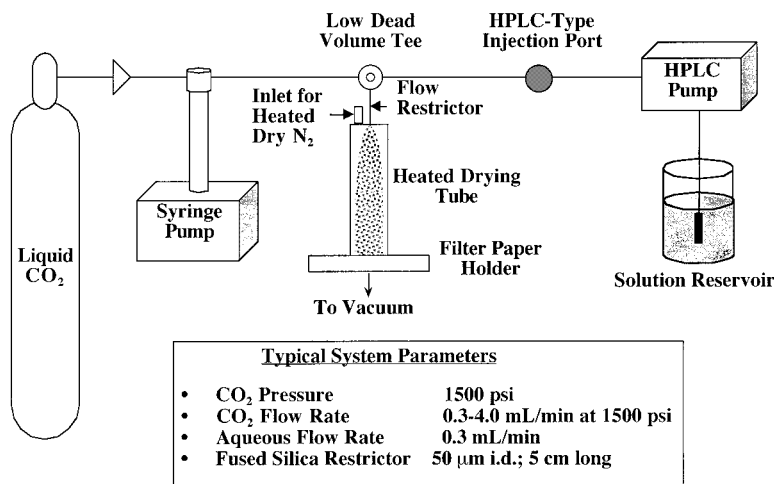 Low Dead
Volume Tee
HPLC-Type
Injection Port
HPLC
Pump
Flow
Restrictor
Inlet for
Heated
Dry N₂
Heated Drying
Tube
Syringe
Pump
Liquid
CO₂
Filter Paper
Holder
To Vacuum
Solution Reservoir
Typical System Parameters
• CO₂ Pressure 1500 psi
• CO₂ Flow Rate 0.3-4.0 mL/min at 1500 psi
• Aqueous Flow Rate 0.3 mL/min
• Fused Silica Restrictor 50 μm i.d.; 5 cm long